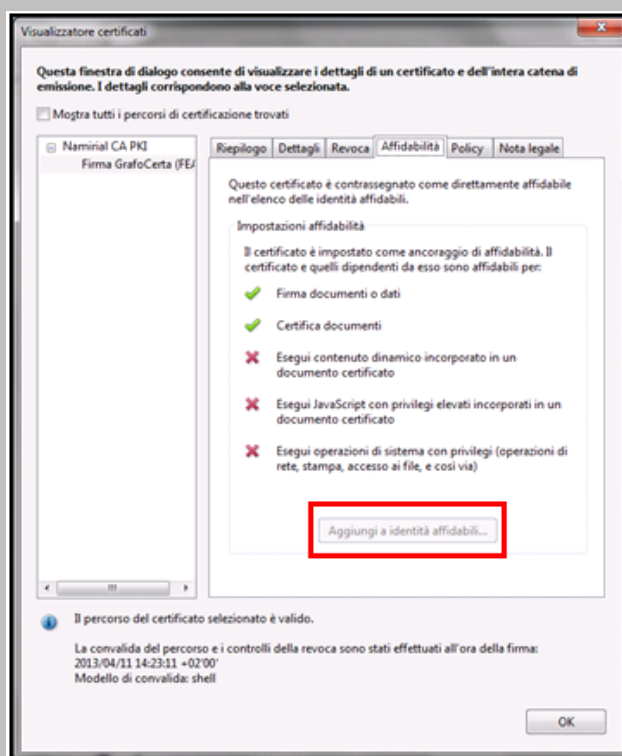 Visualizzatore certificati
Questa finestra di dialogo consente di visualizzare i dettagli di un certificato e dell'intera catena di
emissione. I dettagli corrispondono alla voce selezionata.
Mostra tutti i percorsi di certificazione trovati
Namirial CA PKI
Firma GrafoCerta (FEA
Riepilogo Dettagli Revoca Affidabilità Policy Nota legale
Questo certificato è contrassegnato come direttamente affidabile
nell'elenco delle identità affidabili.
Impostazioni affidabilità
Il certificato è impostato come ancoraggio di affidabilità. Il
certificato e quelli dipendenti da esso sono affidabili per:
Firma documenti o dati
Certifica documenti
Esegui contenuto dinamico incorporato in un
documento certificato
Esegui JavaScript con privilegi elevati incorporati in un
documento certificato
Esegui operazioni di sistema con privilegi (operazioni di
rete, stampa, accesso ai file, e così via)
Aggiungi a identità affidabili...
Il percorso del certificato selezionato è valido.
La convalida del percorso e i controlli della revoca sono stati effettuati all'ora della firma:
2013/04/11 14:23:11 +02'00'
Modello di convalida: shell
OK